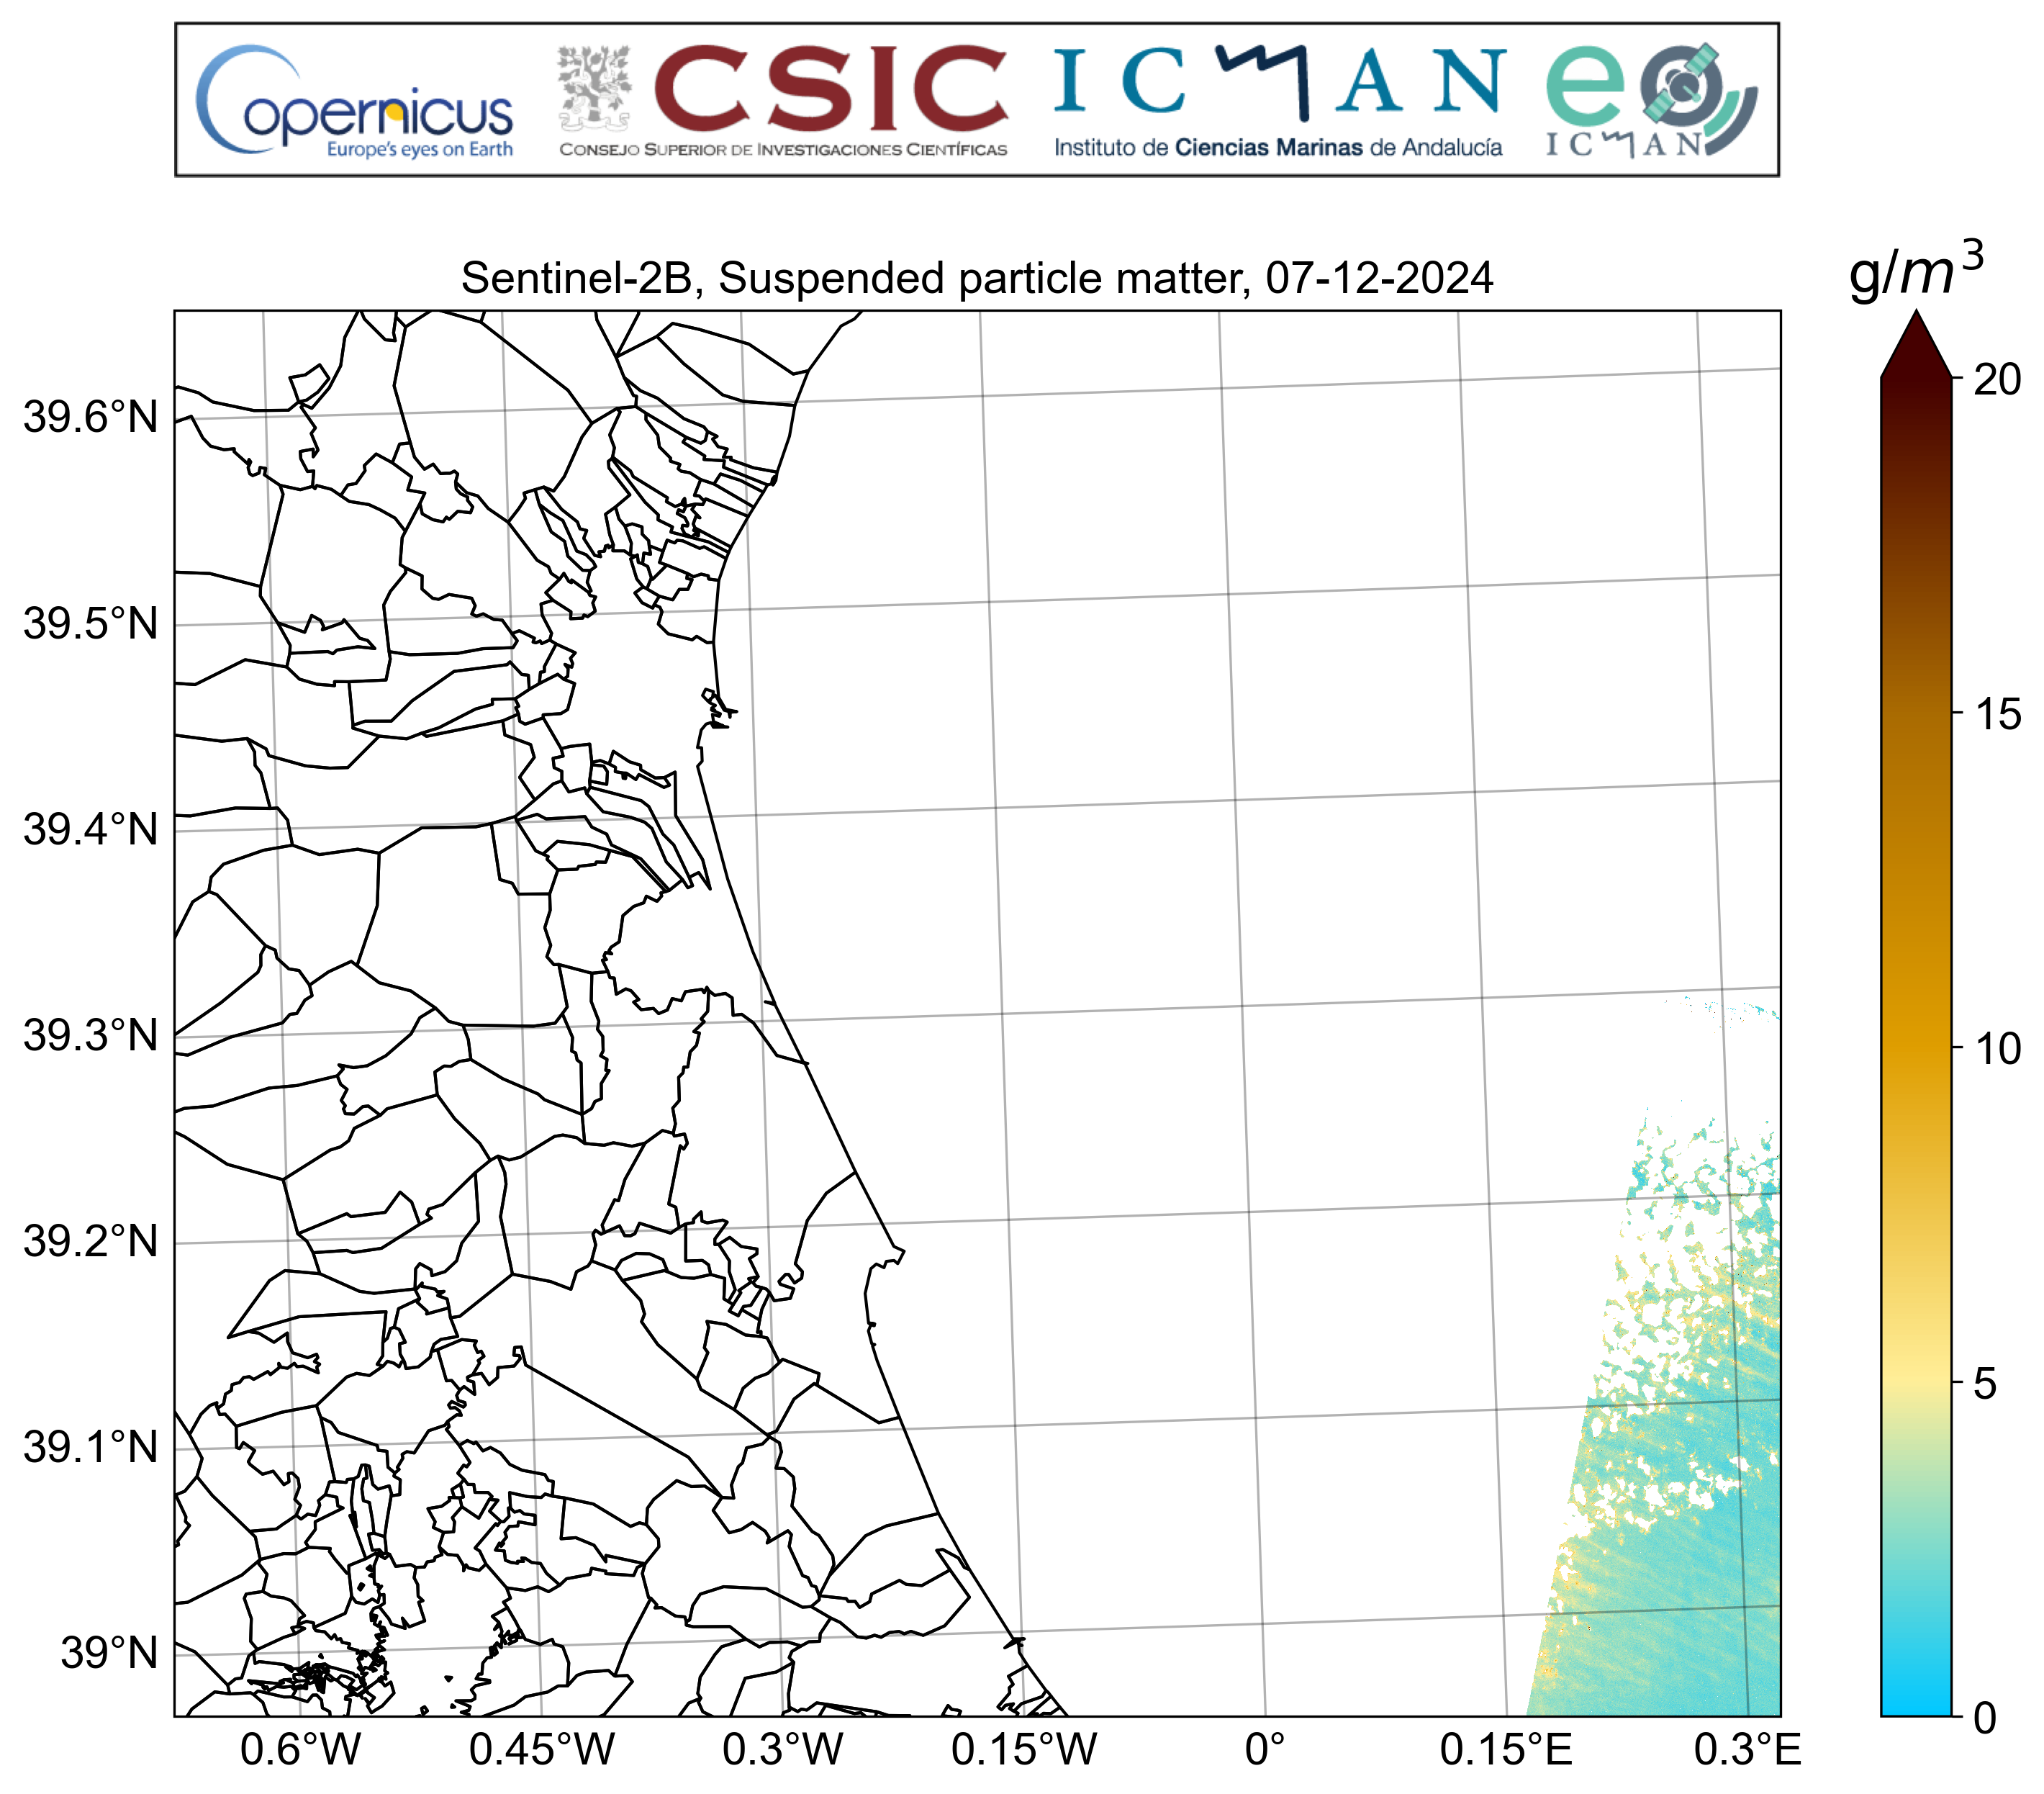 Copernicus
Europe's eyes on Earth
CSIC
CONSEJO SUPERIOR DE INVESTIGACIONES CIENTÍFICAS
ICMAN
Instituto de Ciencias Marinas de Andalucía
eo
ICMAN
Sentinel-2B, Suspended particle matter, 07-12-2024
g/m³
39.6°N
39.5°N
39.4°N
39.3°N
39.2°N
39.1°N
39°N
0.6°W
0.45°W
0.3°W
0.15°W
0°
0.15°E
0.3°E
20
15
10
5
0